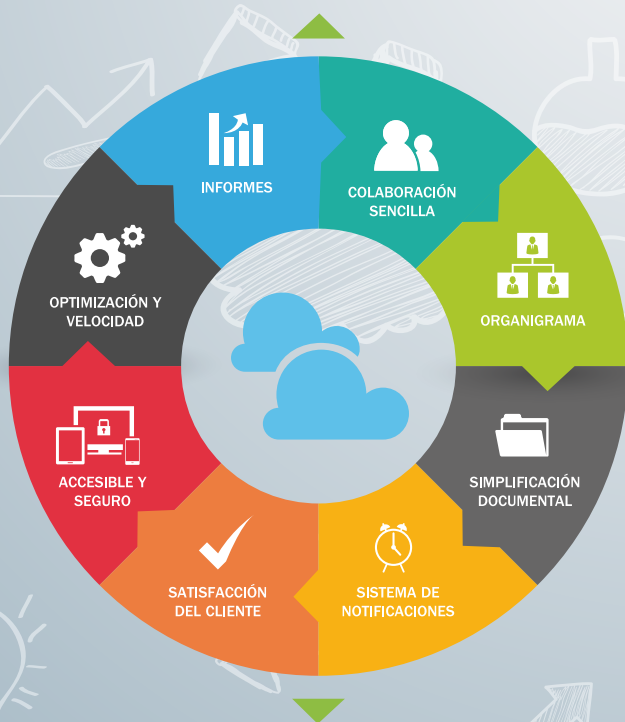 INFORMES
COLABORACIÓN
SENCILLA
ORGANIGRAMA
SIMPLIFICACIÓN
DOCUMENTAL
SISTEMA DE
NOTIFICACIONES
SATISFACCIÓN
DEL CLIENTE
ACCESIBLE Y
SEGURO
OPTIMIZACIÓN Y
VELOCIDAD